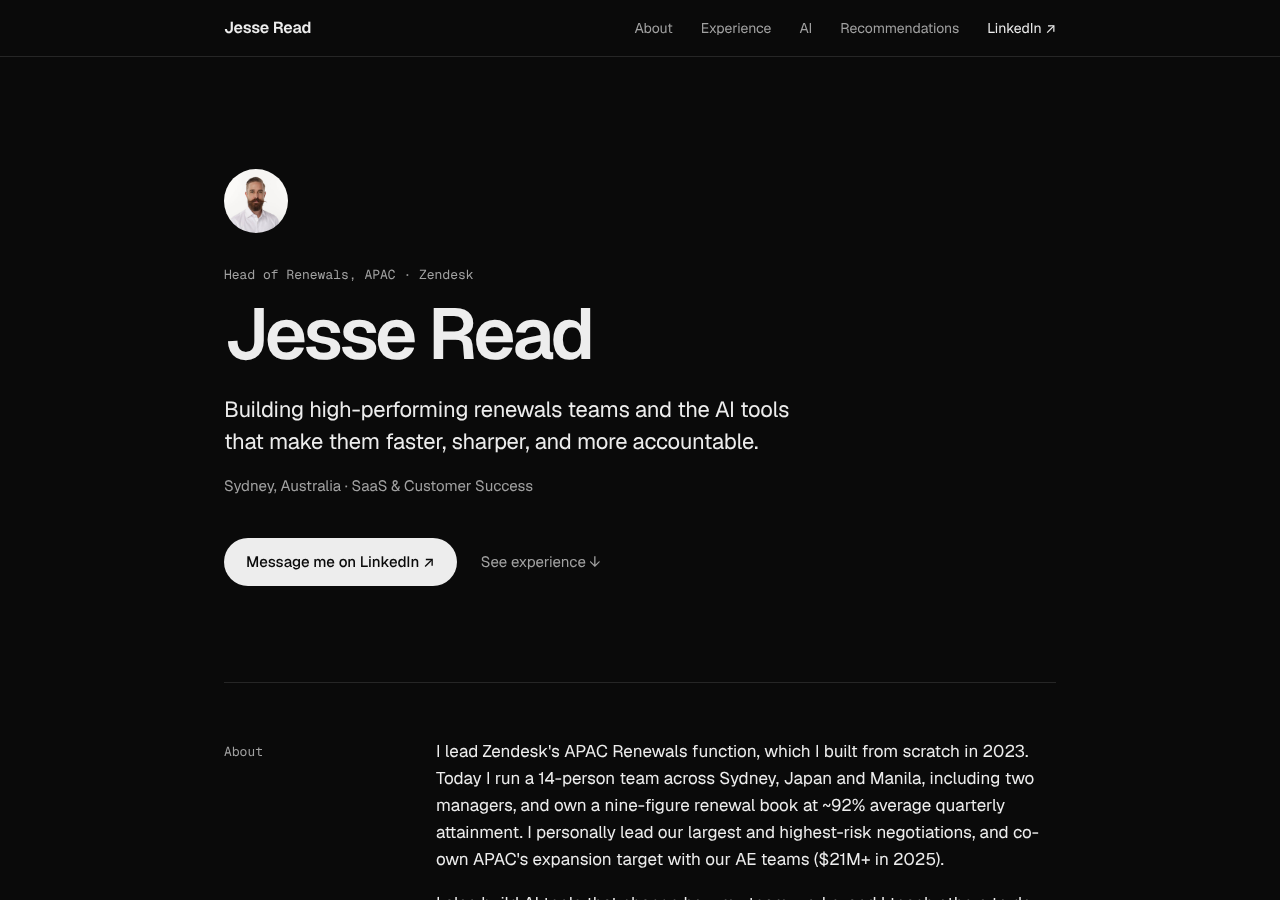 Jesse Read
About
Experience
AI
Recommendations
LinkedIn ↗
Head of Renewals, APAC · Zendesk
Jesse Read
Building high-performing renewals teams and the AI tools
that make them faster, sharper, and more accountable.
Sydney, Australia · SaaS & Customer Success
Message me on LinkedIn ↗
See experience ↓
About
I lead Zendesk's APAC Renewals function, which I built from scratch in 2023.
Today I run a 14-person team across Sydney, Japan and Manila, including two
managers, and own a nine-figure renewal book at ~92% average quarterly
attainment. I personally lead our largest and highest-risk negotiations, and co-
own APAC's expansion target with our AE teams ($21M+ in 2025).